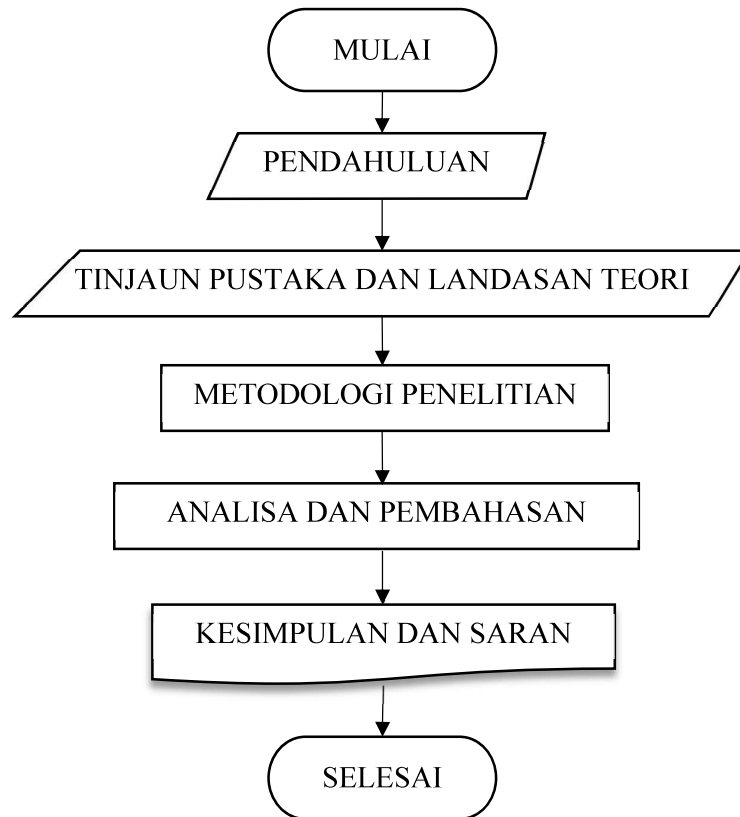 MULAI
PENDAHULUAN
TINJAUN PUSTAKA DAN LANDASAN TEORI
METODOLOGI PENELITIAN
ANALISA DAN PEMBAHASAN
KESIMPULAN DAN SARAN
SELESAI